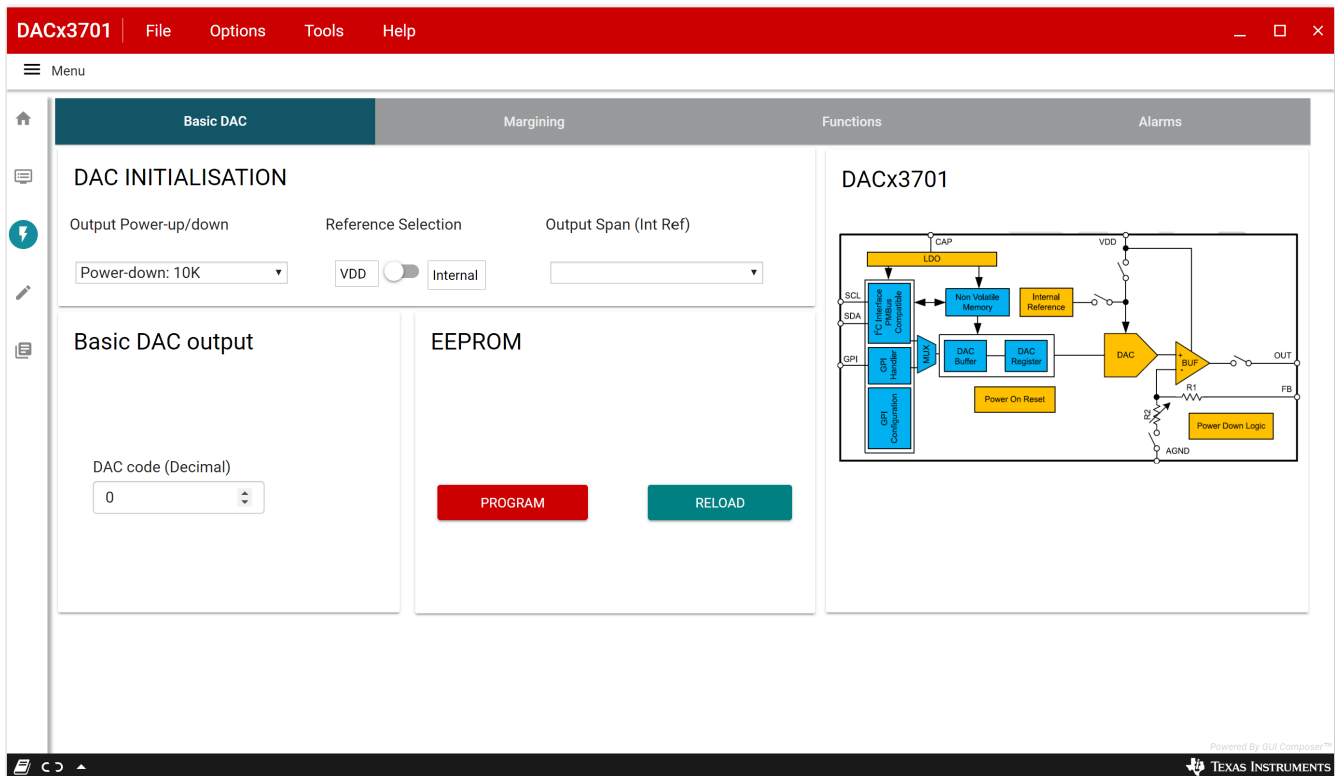 DACx3701 File Options Tools Help
Menu
Basic DAC Margining Functions Alarms
DAC INITIALISATION
Output Power-up/down Reference Selection Output Span (Int Ref)
Power-down: 10K VDD Internal
Basic DAC output
DAC code (Decimal)
0
EEPROM
PROGRAM RELOAD
DACx3701
CAP VDD
LDO
SCL
SDA
GPI
I2C Interface
PMBus
Compatible
GPI
Handler
GPI
Configuration
MUX
Non Volatile
Memory
Internal
Reference
DAC
Buffer
DAC
Register
Power On Reset
DAC
+
BUF
-
OUT
R1
FB
R2
Power Down Logic
AGND
Powered By GUI Composer™
TEXAS INSTRUMENTS